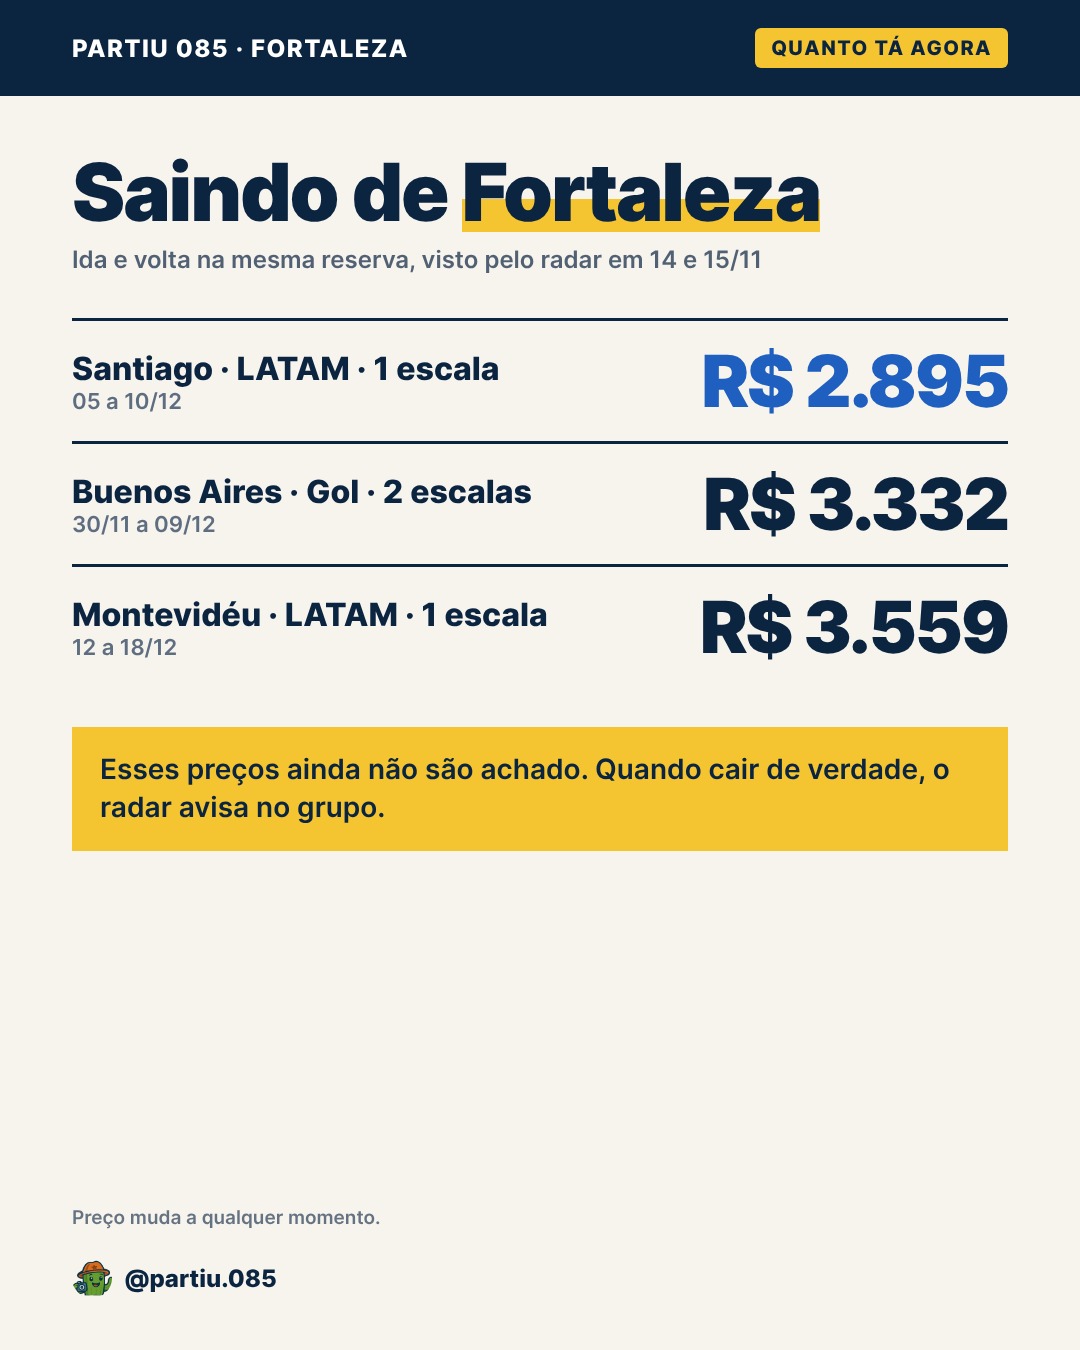 PARTIU 085 · FORTALEZA
QUANTO TÁ AGORA
Saindo de Fortaleza
Ida e volta na mesma reserva, visto pelo radar em 14 e 15/11
Santiago · LATAM · 1 escala
05 a 10/12
R$ 2.895
Buenos Aires · Gol · 2 escalas
30/11 a 09/12
R$ 3.332
Montevidéu · LATAM · 1 escala
12 a 18/12
R$ 3.559
Esses preços ainda não são achado. Quando cair de verdade, o
radar avisa no grupo.
Preço muda a qualquer momento.
@partiu.085